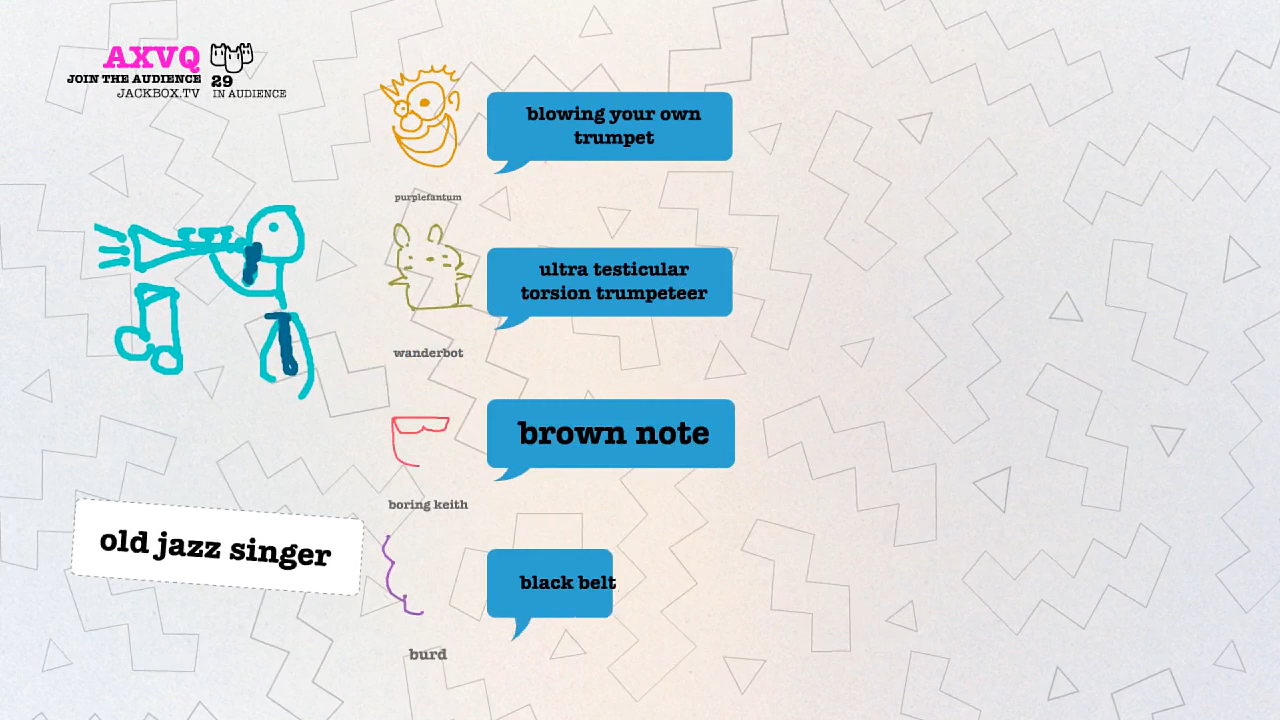 AXVQ
JOIN THE AUDIENCE
JACKBOX.TV
29
IN AUDIENCE
blowing your own
trumpet
purplefantum
ultra testicular
torsion trumpeteer
wanderbot
brown note
boring keith
old jazz singer
black belt
burd